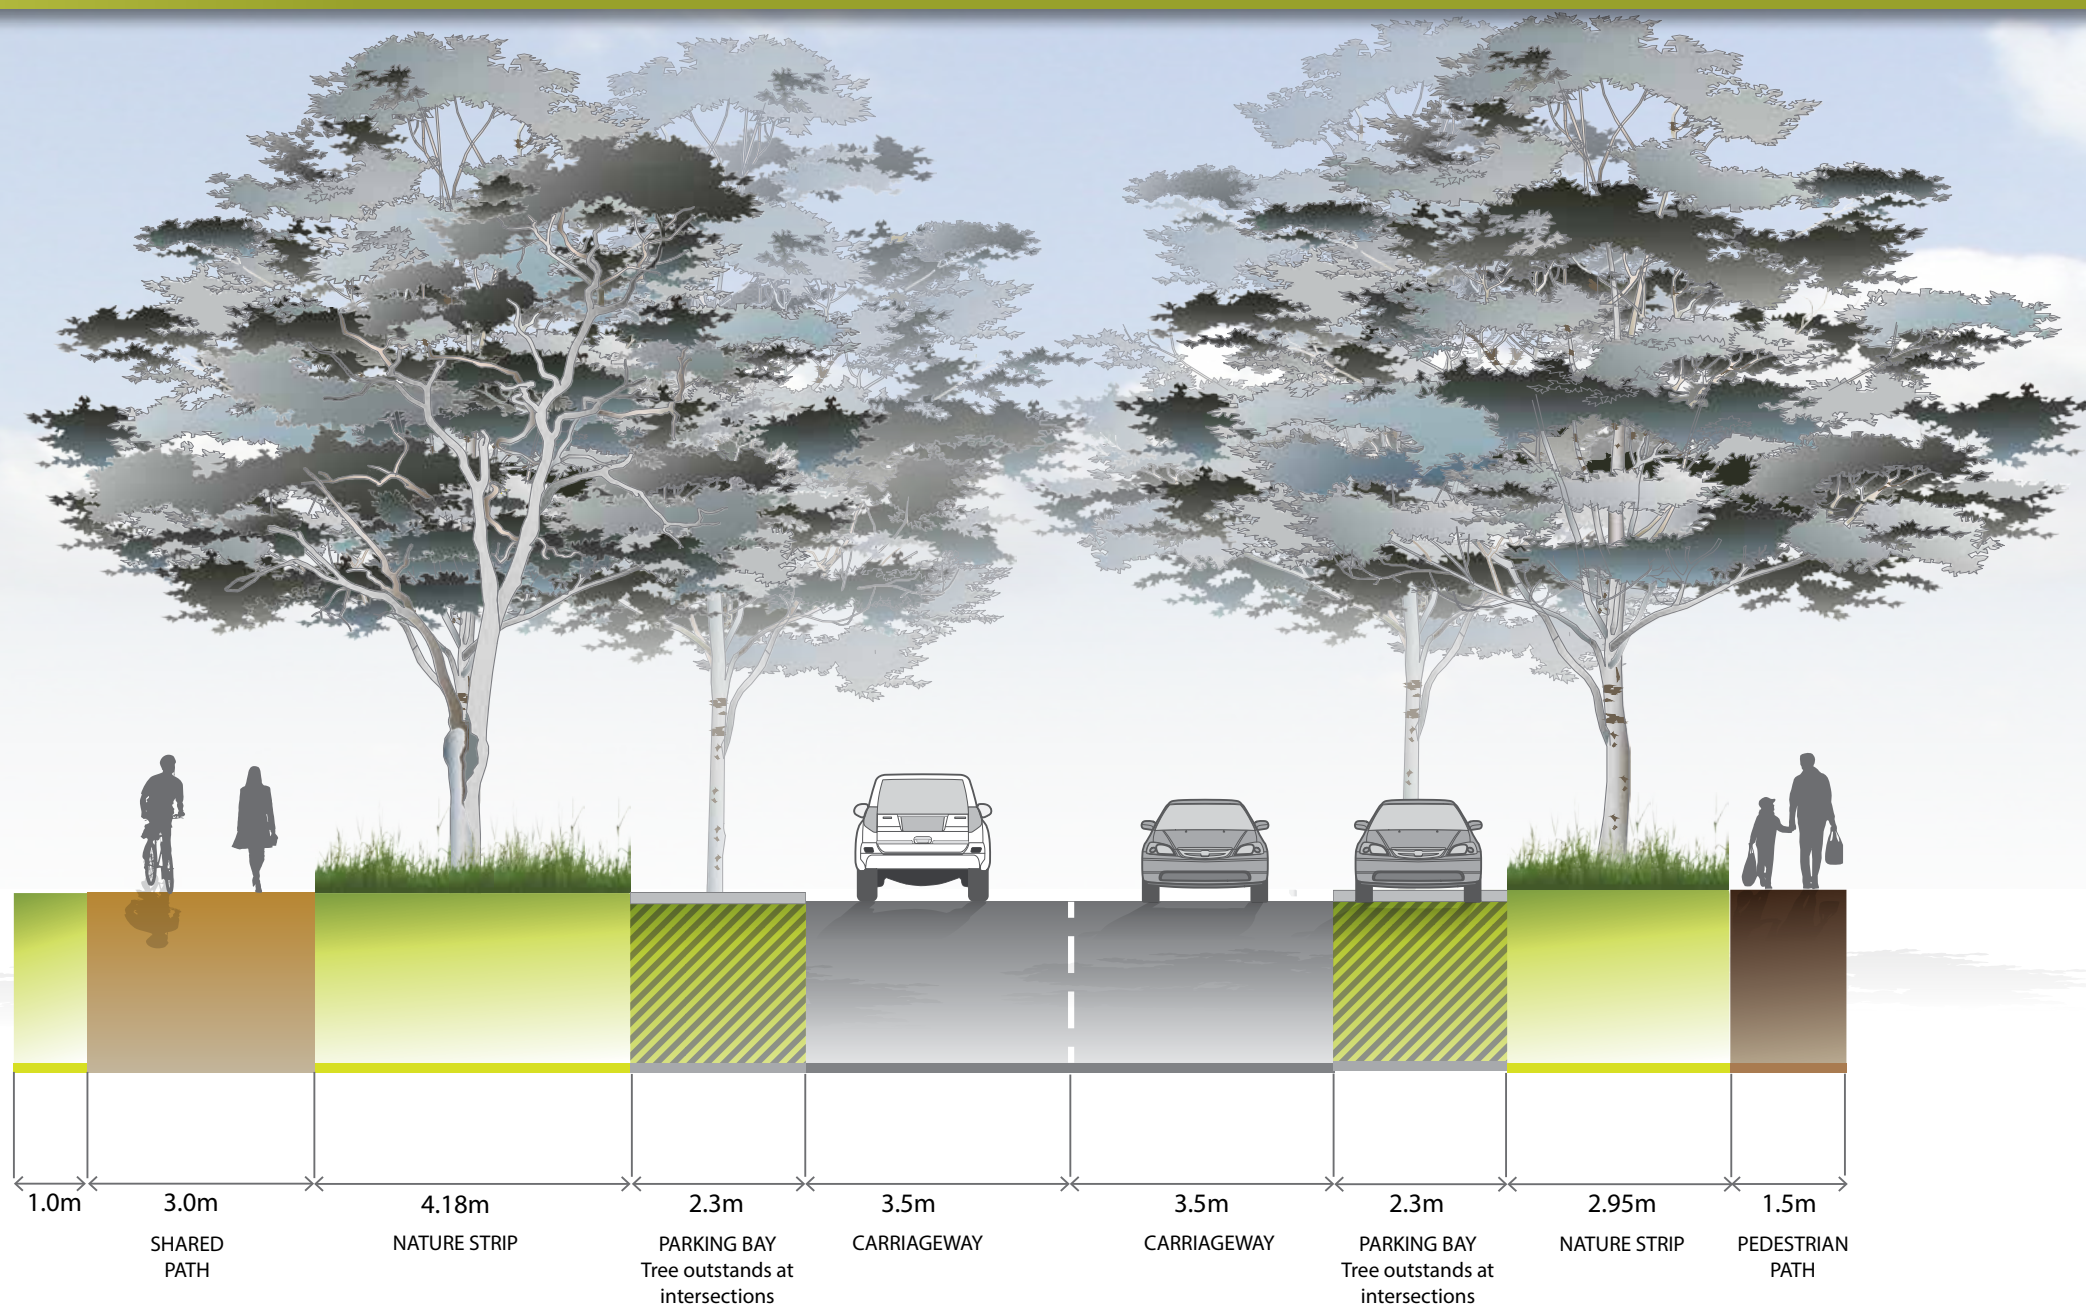 1.0m
3.0m
4.18m
2.3m
3.5m
3.5m
2.3m
2.95m
1.5m
SHARED
PATH
NATURE STRIP
PARKING BAY
Tree outstands at
intersections
CARRIAGEWAY
CARRIAGEWAY
PARKING BAY
Tree outstands at
intersections
NATURE STRIP
PEDESTRIAN
PATH